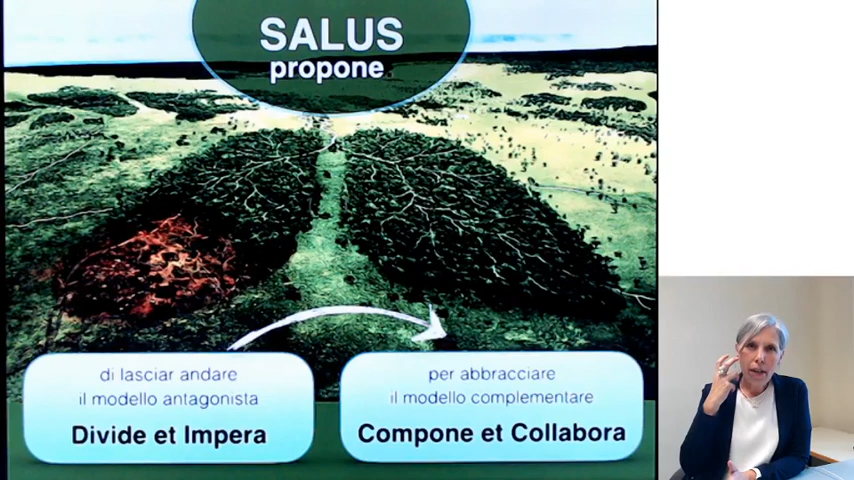 SALUS
propone
di lasciar andare
il modello antagonista
Divide et Impera
per abbracciare
il modello complementare
Compone et Collabora